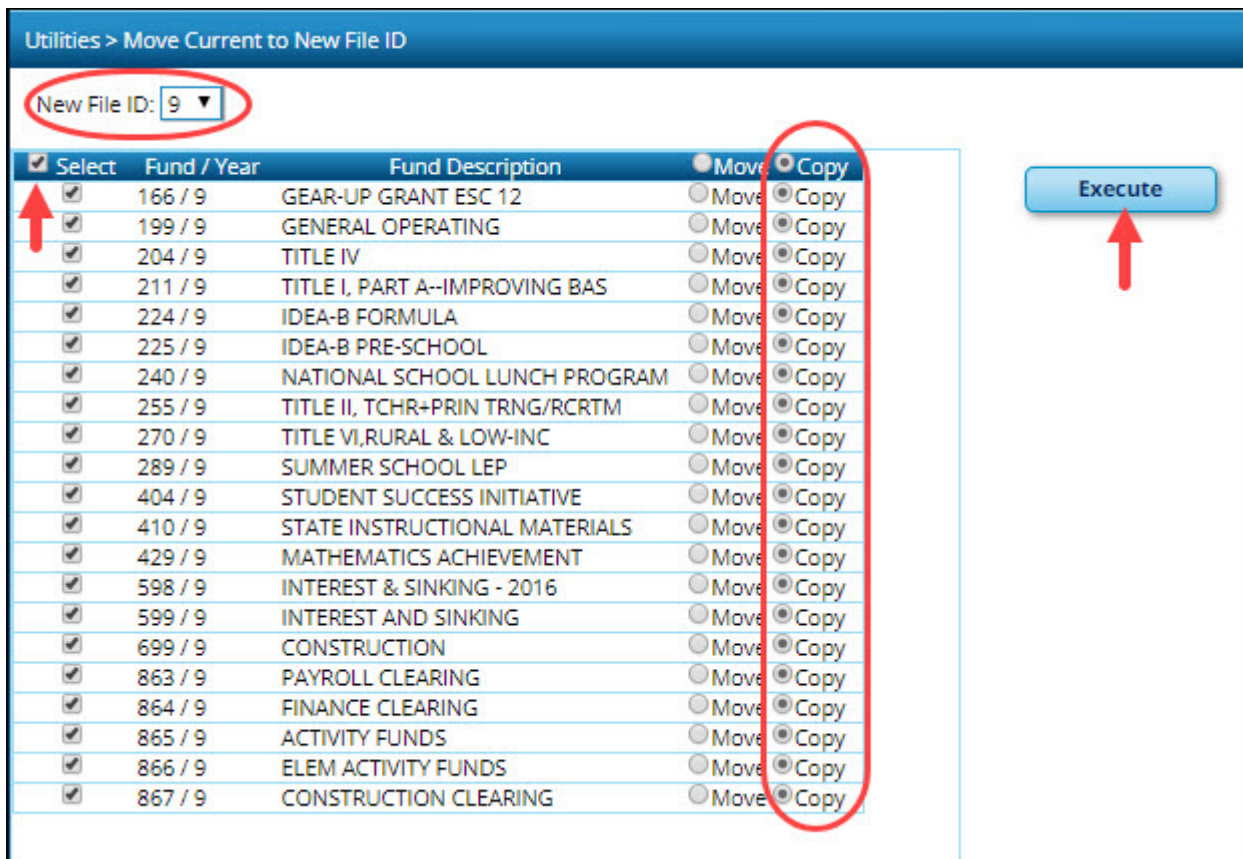 Utilities > Move Current to New File ID
New File ID: 9
Select Fund / Year Fund Description Move Copy
166 / 9 GEAR-UP GRANT ESC 12 Move Copy
199 / 9 GENERAL OPERATING Move Copy
204 / 9 TITLE IV Move Copy
211 / 9 TITLE I, PART A--IMPROVING BAS Move Copy
224 / 9 IDEA-B FORMULA Move Copy
225 / 9 IDEA-B PRE-SCHOOL Move Copy
240 / 9 NATIONAL SCHOOL LUNCH PROGRAM Move Copy
255 / 9 TITLE II, TCHR+PRIN TRNG/RCRTM Move Copy
270 / 9 TITLE VI,RURAL & LOW-INC Move Copy
289 / 9 SUMMER SCHOOL LEP Move Copy
404 / 9 STUDENT SUCCESS INITIATIVE Move Copy
410 / 9 STATE INSTRUCTIONAL MATERIALS Move Copy
429 / 9 MATHEMATICS ACHIEVEMENT Move Copy
598 / 9 INTEREST & SINKING - 2016 Move Copy
599 / 9 INTEREST AND SINKING Move Copy
699 / 9 CONSTRUCTION Move Copy
863 / 9 PAYROLL CLEARING Move Copy
864 / 9 FINANCE CLEARING Move Copy
865 / 9 ACTIVITY FUNDS Move Copy
866 / 9 ELEM ACTIVITY FUNDS Move Copy
867 / 9 CONSTRUCTION CLEARING Move Copy
Execute